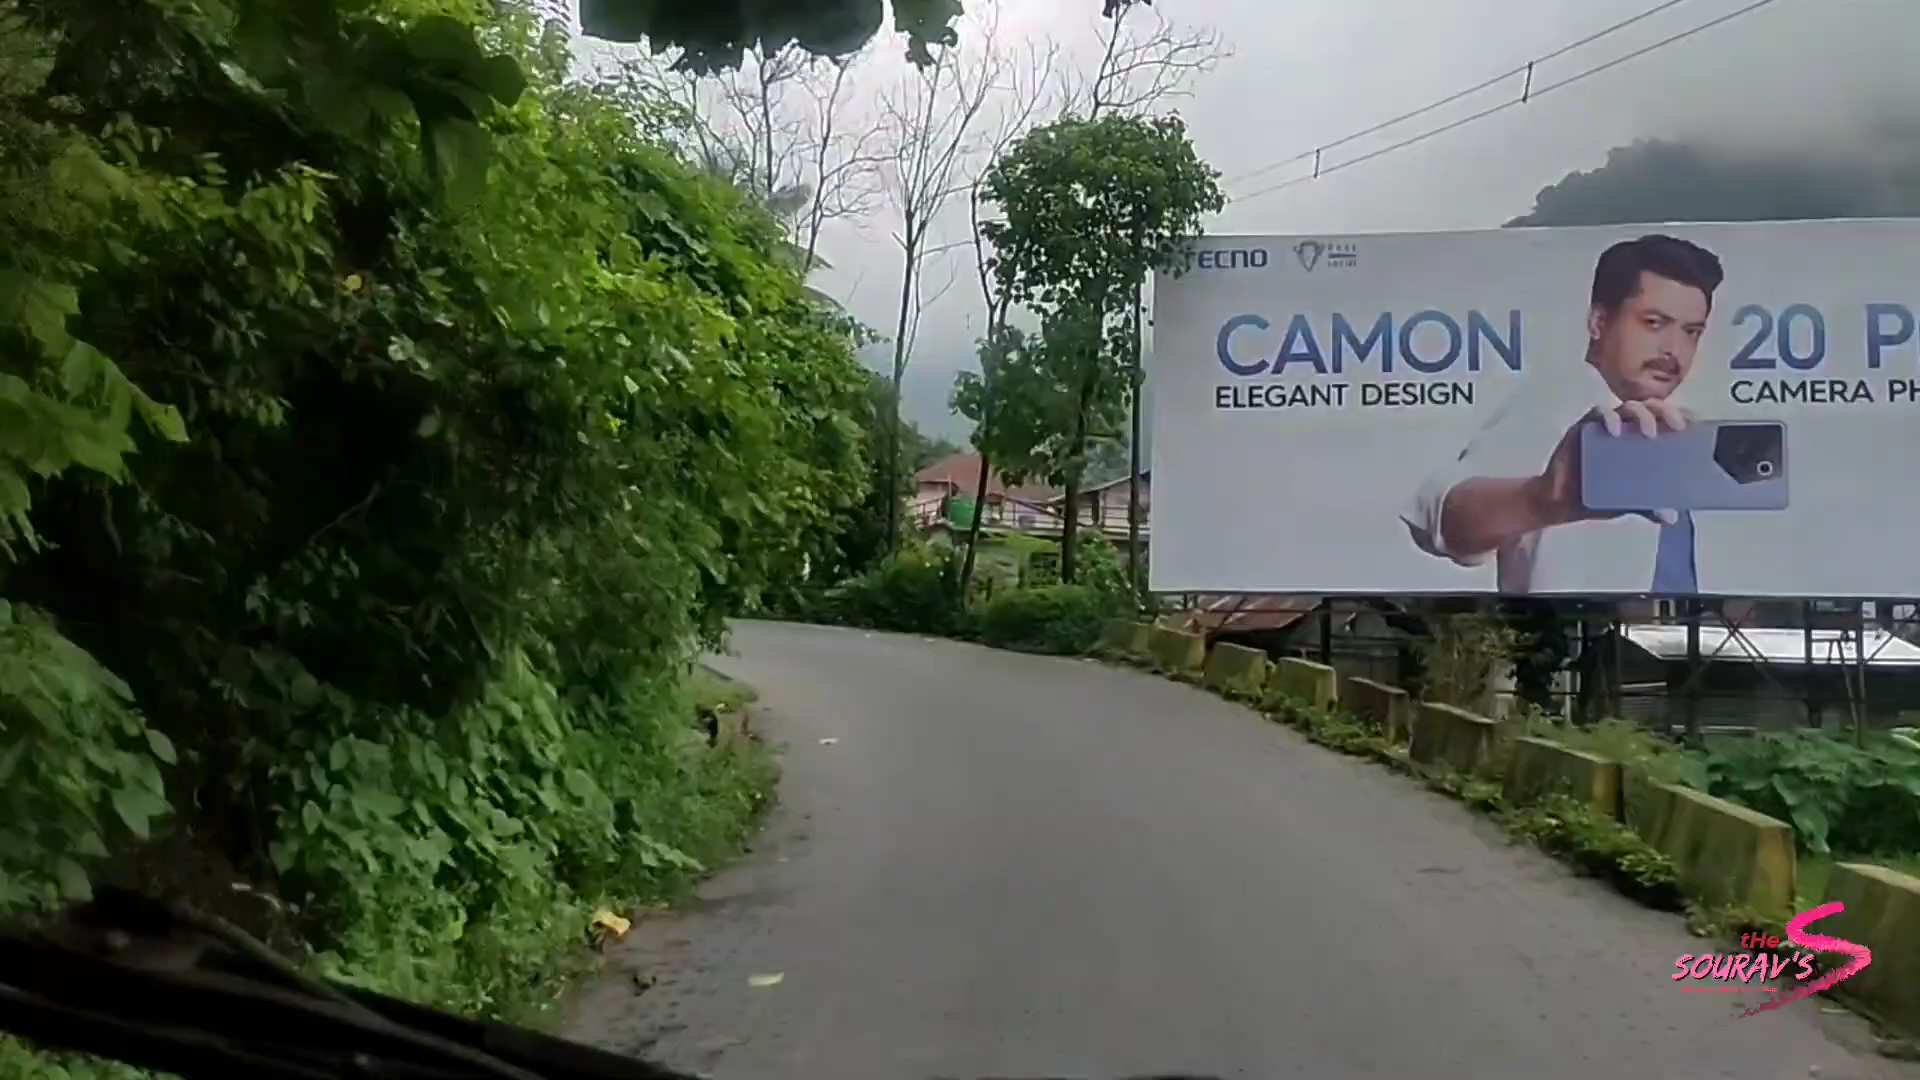 TECNO
CAMON
20 P
ELEGANT DESIGN
CAMERA PH
tHe
SOURAV'S